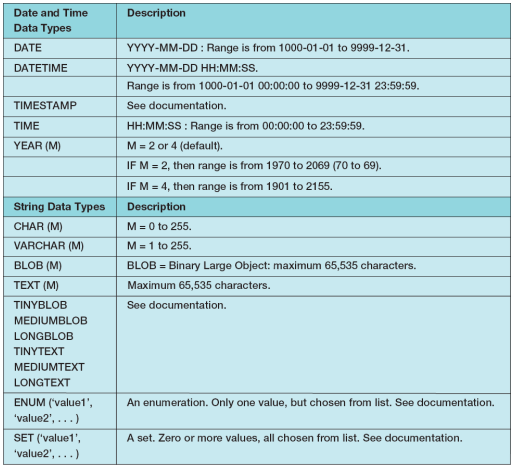 Date and Time Description
Data Types
DATE YYYY-MM-DD : Range is from 1000-01-01 to 9999-12-31.
DATETIME YYYY-MM-DD HH:MM:SS.
Range is from 1000-01-01 00:00:00 to 9999-12-31 23:59:59.
TIMESTAMP See documentation.
TIME HH:MM:SS : Range is from 00:00:00 to 23:59:59.
YEAR (M) M = 2 or 4 (default).
IF M = 2, then range is from 1970 to 2069 (70 to 69).
IF M = 4, then range is from 1901 to 2155.
String Data Types Description
CHAR (M) M = 0 to 255.
VARCHAR (M) M = 1 to 255.
BLOB (M) BLOB = Binary Large Object: maximum 65,535 characters.
TEXT (M) Maximum 65,535 characters.
TINYBLOB See documentation.
MEDIUMBLOB
LONGBLOB
TINYTEXT
MEDIUMTEXT
LONGTEXT
ENUM (‘value1’, An enumeration. Only one value, but chosen from list. See documentation.
‘value2’, . . . )
SET (‘value1’, A set. Zero or more values, all chosen from list. See documentation.
‘value2’, . . . )